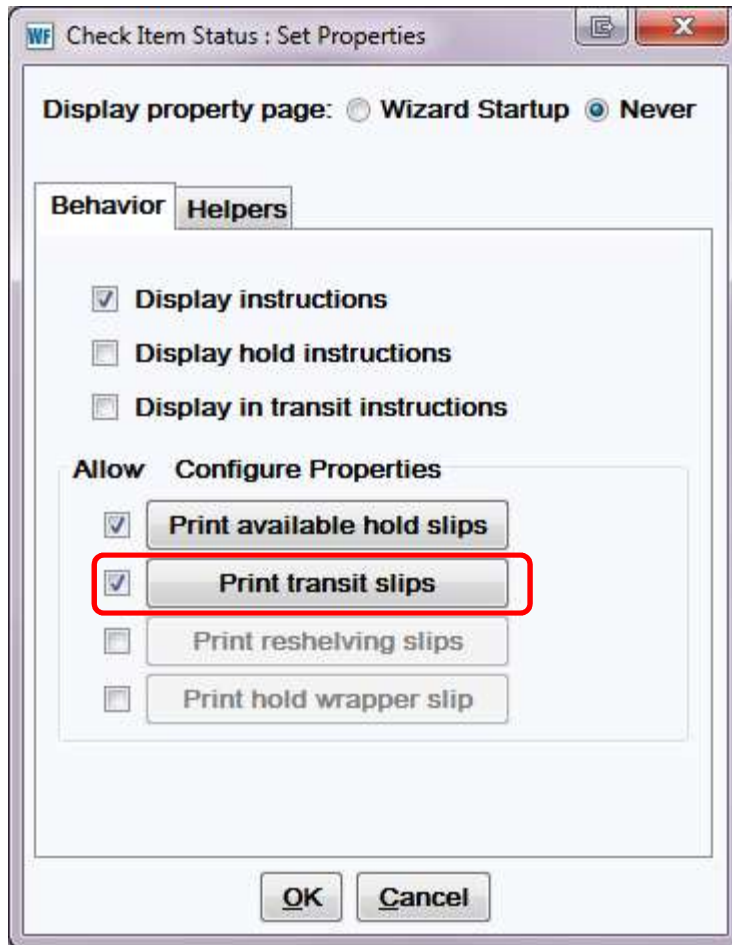 WF Check Item Status : Set Properties
Display property page: Wizard Startup Never
Behavior Helpers
Display instructions
Display hold instructions
Display in transit instructions
Allow Configure Properties
Print available hold slips
Print transit slips
Print reshelving slips
Print hold wrapper slip
OK Cancel